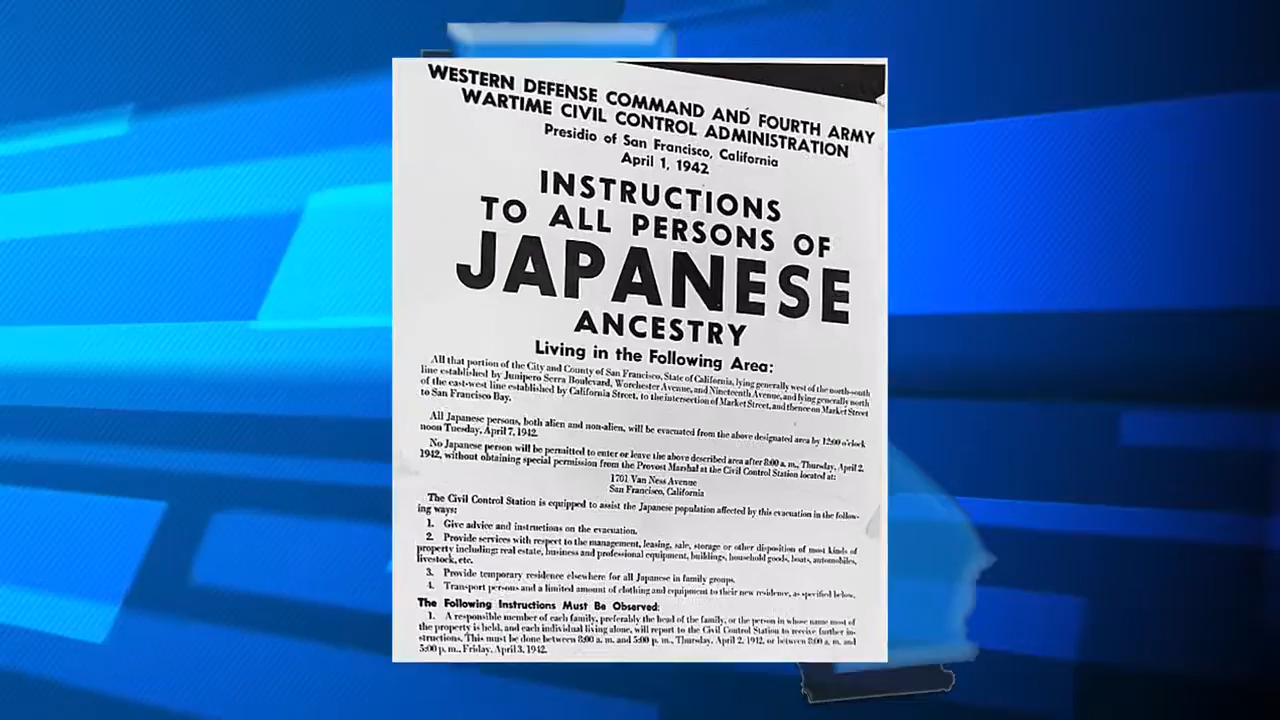 WESTERN DEFENSE COMMAND AND FOURTH ARMY
WARTIME CIVIL CONTROL ADMINISTRATION
Presidio of San Francisco, California
April 1, 1942
INSTRUCTIONS
TO ALL PERSONS OF
JAPANESE
ANCESTRY
Living in the Following Area:
All that portion of the City and County of San Francisco, State of California, lying generally west of the north-south
line established by Junipero Serra Boulevard, Worchester Avenue, and Nineteenth Avenue, and lying generally north
of the east-west line established by California Street, to the intersection of Market Street, and thence on Market Street
to San Francisco Bay.
All Japanese persons, both alien and non-alien, will be evacuated from the above designated area by 12:00 o'clock
noon Tuesday, April 7, 1942.
No Japanese person will be permitted to enter or leave the above described area after 8:00 a. m., Thursday, April 2,
1942, without obtaining special permission from the Provost Marshal at the Civil Control Station located at:
1701 Van Ness Avenue
San Francisco, California
The Civil Control Station is equipped to assist the Japanese population affected by this evacuation in the follow-
ing ways:
1. Give advice and instructions on the evacuation.
2. Provide services with respect to the management, leasing, sale, storage or other disposition of most kinds of
property including: real estate, business and professional equipment, buildings, household goods, boats, automobiles,
livestock, etc.
3. Provide temporary residence elsewhere for all Japanese in family groups.
4. Transport persons and a limited amount of clothing and equipment to their new residence, as specified below.
The Following Instructions Must Be Observed:
1. A responsible member of each family, preferably the head of the family, or the person in whose name most of
the property is held, and each individual living alone, will report to the Civil Control Station to receive further in-
structions. This must be done between 8:00 a. m. and 5:00 p. m., Thursday, April 2, 1942, or between 8:00 a. m. and
5:00 p. m., Friday, April 3, 1942.